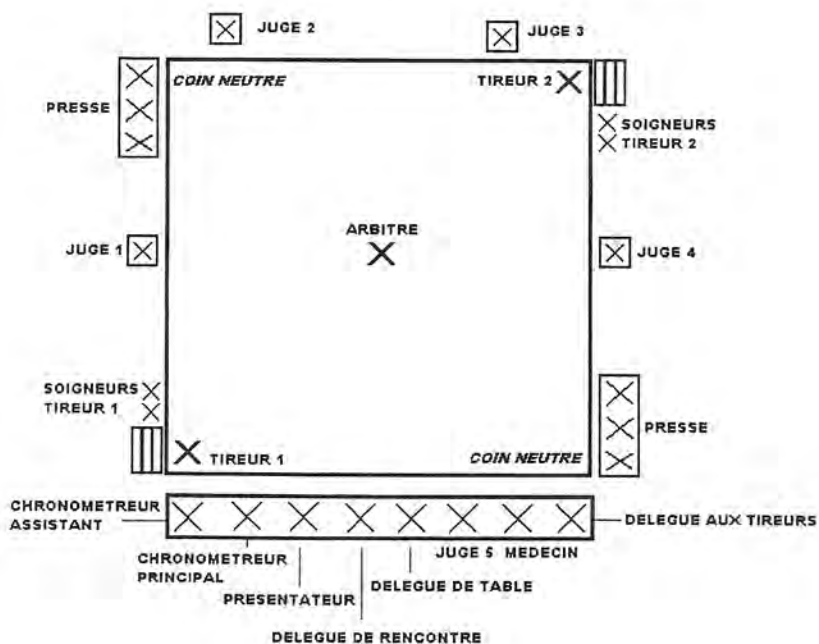 JUGE 2
JUGE 3
COIN NEUTRE
TIREUR 2
PRESSE
SOIGNEURS
TIREUR 2
ARBITRE
JUGE 1
JUGE 4
SOIGNEURS
TIREUR 1
PRESSE
TIREUR 1
COIN NEUTRE
CHRONOMETREUR
ASSISTANT
DELEGUE AUX TIREURS
JUGE 5 MEDECIN
CHRONOMETREUR
PRINCIPAL
DELEGUE DE TABLE
PRESENTATEUR
DELEGUE DE RENCONTRE